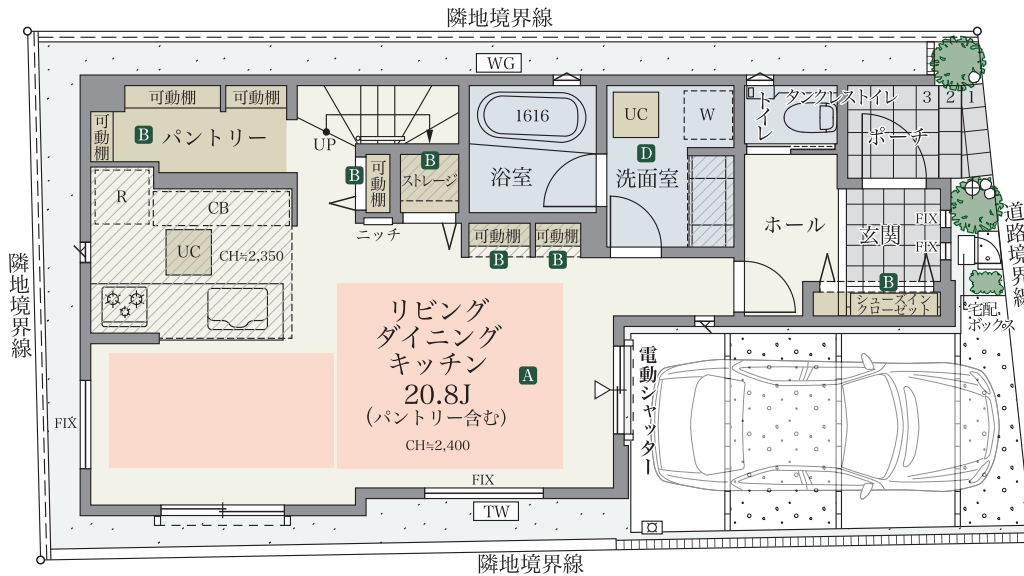 隣地境界線
WG
可動棚
可動棚
可動棚
B
パントリー
UP
B
可動棚
B
ストレージ
1616
浴室
UC
W
D
洗面室
トイレ
タンクレストイレ
3
2
1
ポーチ
R
CB
UC
CH≒2,350
ニッチ
可動棚
可動棚
B
B
ホール
玄関
FIX
FIX
B
シューズイン
クローゼット
道路境界線
宅配
ボックス
隣地境界線
リビング
ダイニング
キッチン
20.8J
(パントリー含む)
CH≒2,400
A
電動シャッター
FIX
FIX
TW
隣地境界線